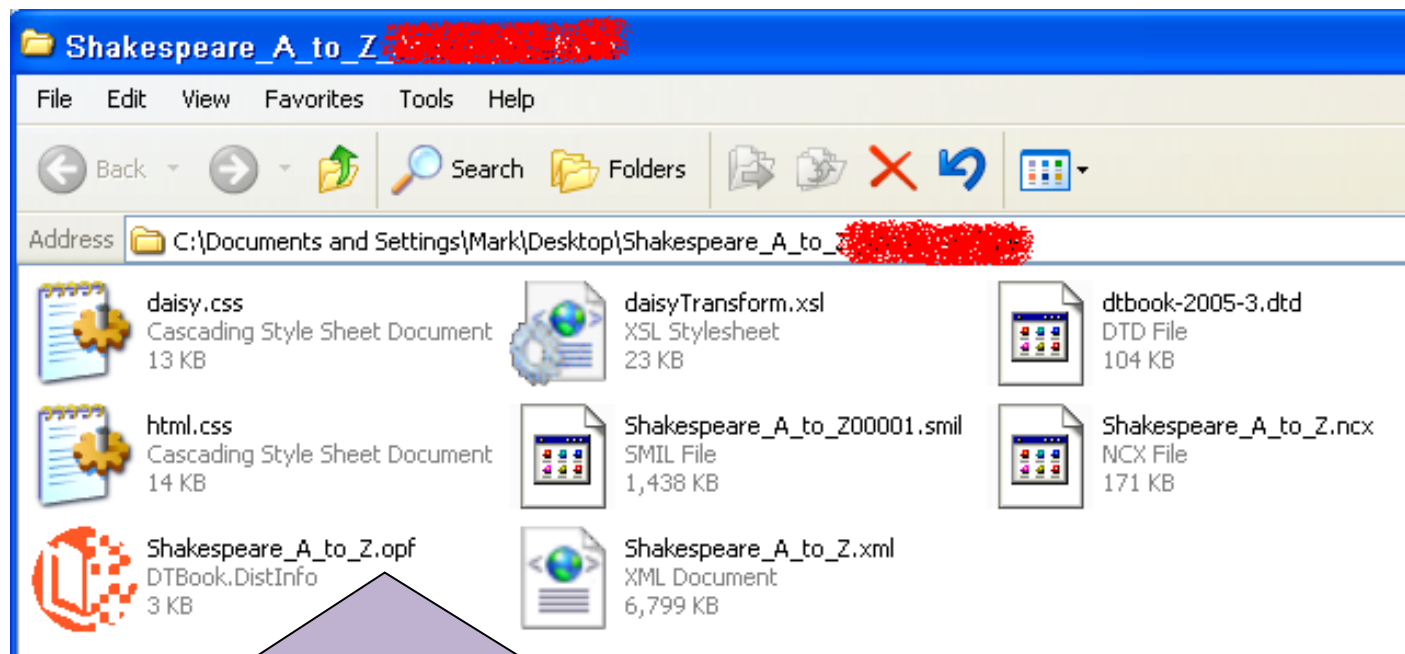 Shakespeare_A_to_Z_
File Edit View Favorites Tools Help
Back Search Folders
Address C:\Documents and Settings\Mark\Desktop\Shakespeare_A_to_Z
daisy.css
Cascading Style Sheet Document
13 KB
daisyTransform.xsl
XSL Stylesheet
23 KB
dtbook-2005-3.dtd
DTD File
104 KB
html.css
Cascading Style Sheet Document
14 KB
Shakespeare_A_to_Z00001.smil
SMIL File
1,438 KB
Shakespeare_A_to_Z.ncx
NCX File
171 KB
Shakespeare_A_to_Z.opf
DTBook.DistInfo
3 KB
Shakespeare_A_to_Z.xml
XML Document
6,799 KB